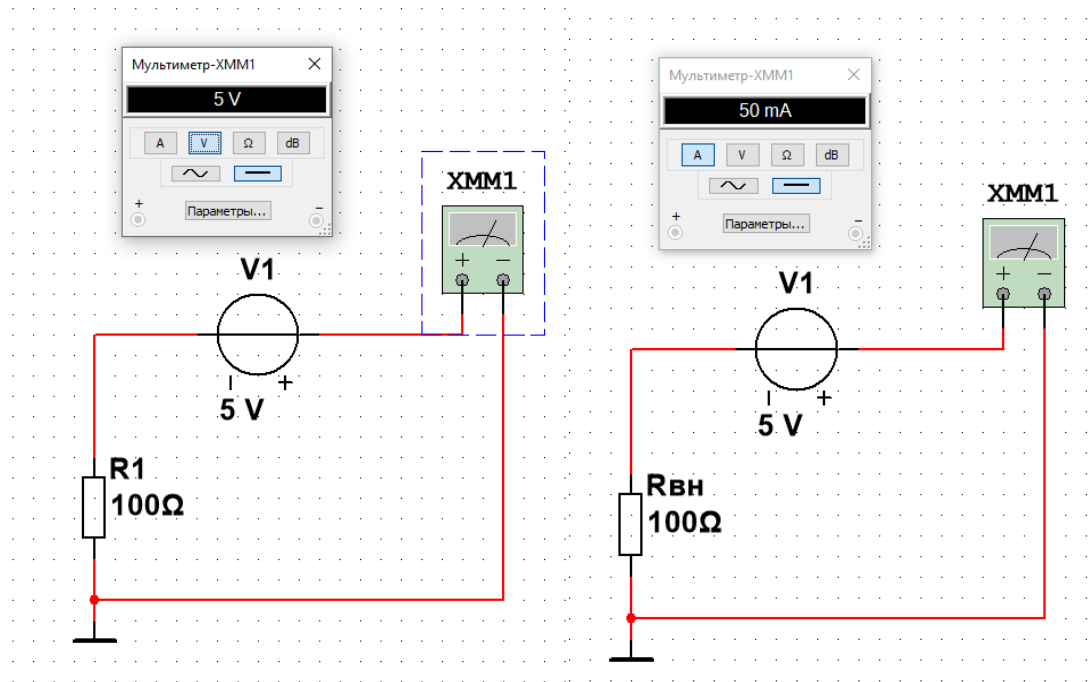 Мультиметр-XMM1
5 V
A V Ω dB
+ Параметры... −
XMM1
+ −
V1
− +
5 V
R1
100Ω
Мультиметр-XMM1
50 mA
A V Ω dB
+ Параметры... −
XMM1
+ −
V1
− +
5 V
Rвн
100Ω